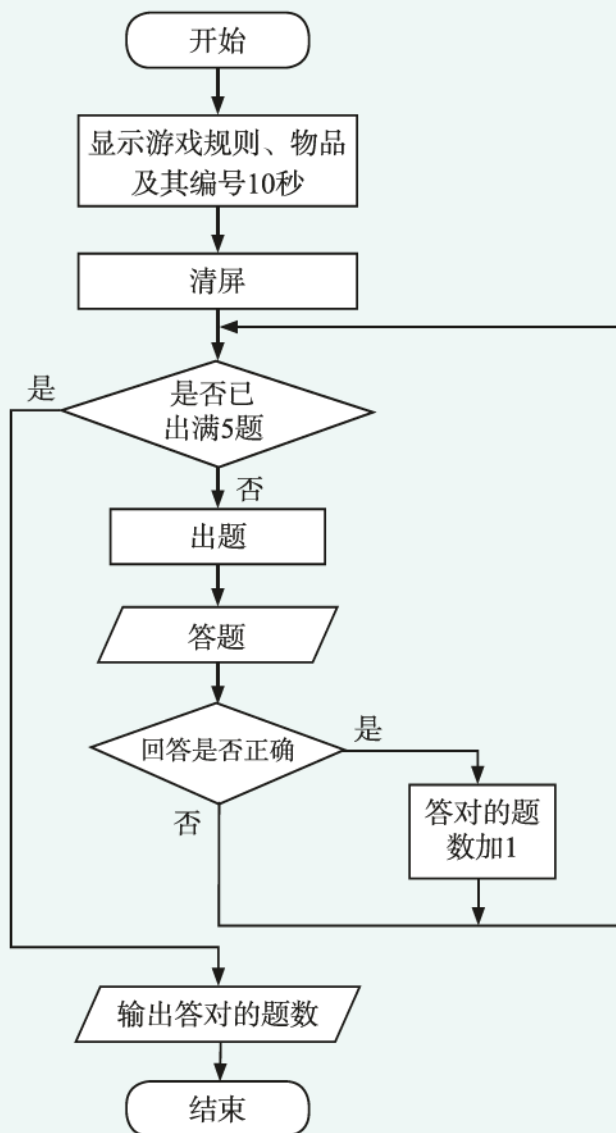 开始
显示游戏规则、物品
及其编号10秒
清屏
是
是否已
出满5题
否
出题
答题
回答是否正确
是
否
答对的题
数加1
输出答对的题数
结束